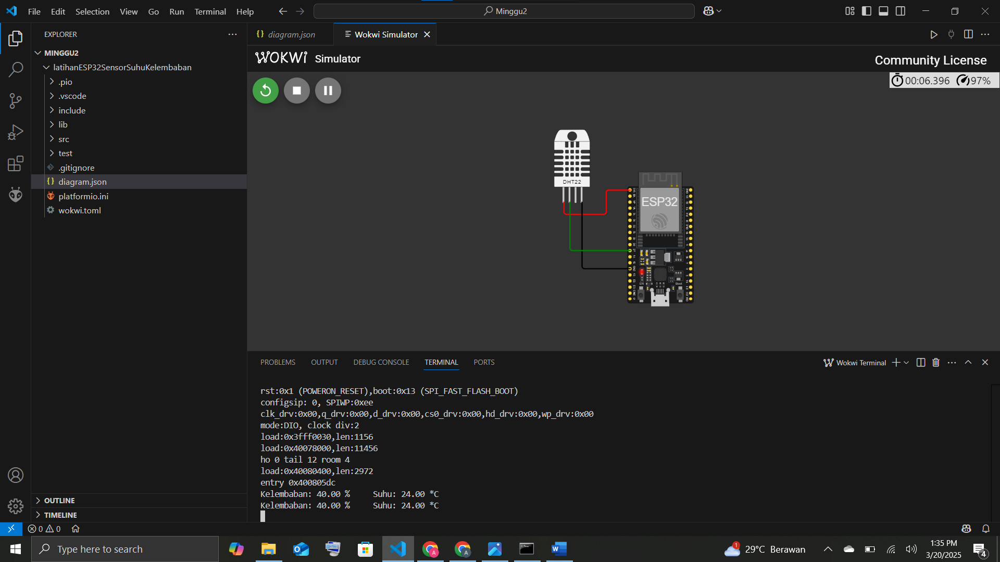 File Edit Selection View Go Run Terminal Help
Minggu2
EXPLORER
MINGGU2
latihanESP32SensorSuhuKelembaban
.pio
.vscode
include
lib
src
test
.gitignore
diagram.json
platformio.ini
wokwi.toml
OUTLINE
TIMELINE
diagram.json
Wokwi Simulator
WOKWi Simulator
Community License
00:06.396 97%
DHT22
ESP32
EN
Boot
PROBLEMS OUTPUT DEBUG CONSOLE TERMINAL PORTS
Wokwi Terminal
rst:0x1 (POWERON_RESET),boot:0x13 (SPI_FAST_FLASH_BOOT)
configsip: 0, SPIWP:0xee
clk_drv:0x00,q_drv:0x00,d_drv:0x00,cs0_drv:0x00,hd_drv:0x00,wp_drv:0x00
mode:DIO, clock div:2
load:0x3fff0030,len:1156
load:0x40078000,len:11456
ho 0 tail 12 room 4
load:0x40080400,len:2972
entry 0x400805dc
Kelembaban: 40.00 % Suhu: 24.00 *C
Kelembaban: 40.00 % Suhu: 24.00 *C
0 0
Type here to search
1
29°C Berawan
1:35 PM
3/20/2025
4